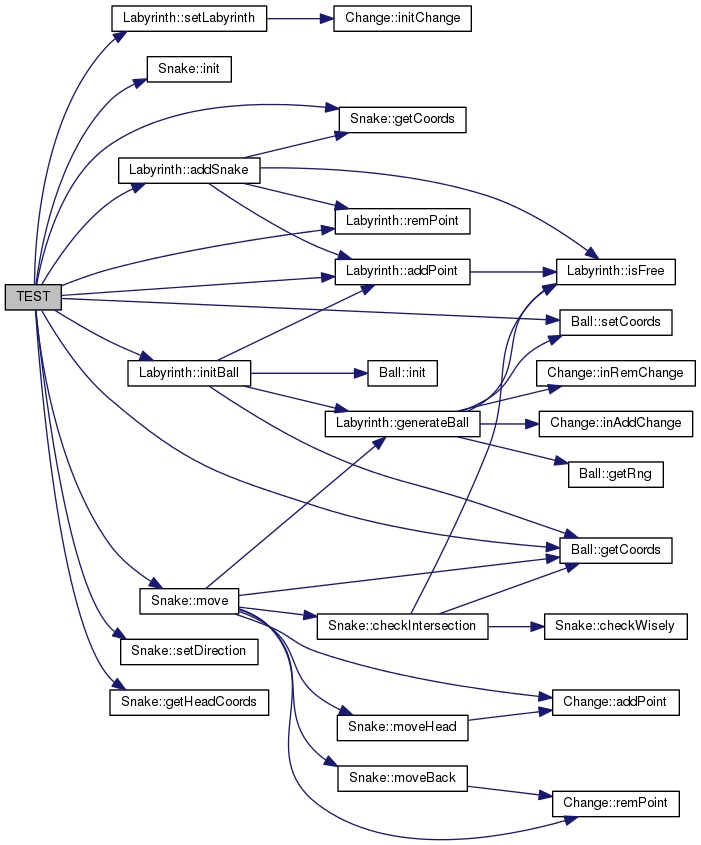 Labyrinth::setLabyrinth
Change::initChange
Snake::init
Snake::getCoords
Labyrinth::addSnake
Labyrinth::remPoint
Labyrinth::addPoint
Labyrinth::isFree
TEST
Ball::setCoords
Labyrinth::initBall
Ball::init
Change::inRemChange
Labyrinth::generateBall
Change::inAddChange
Ball::getRng
Ball::getCoords
Snake::move
Snake::checkIntersection
Snake::checkWisely
Snake::setDirection
Snake::getHeadCoords
Change::addPoint
Snake::moveHead
Snake::moveBack
Change::remPoint